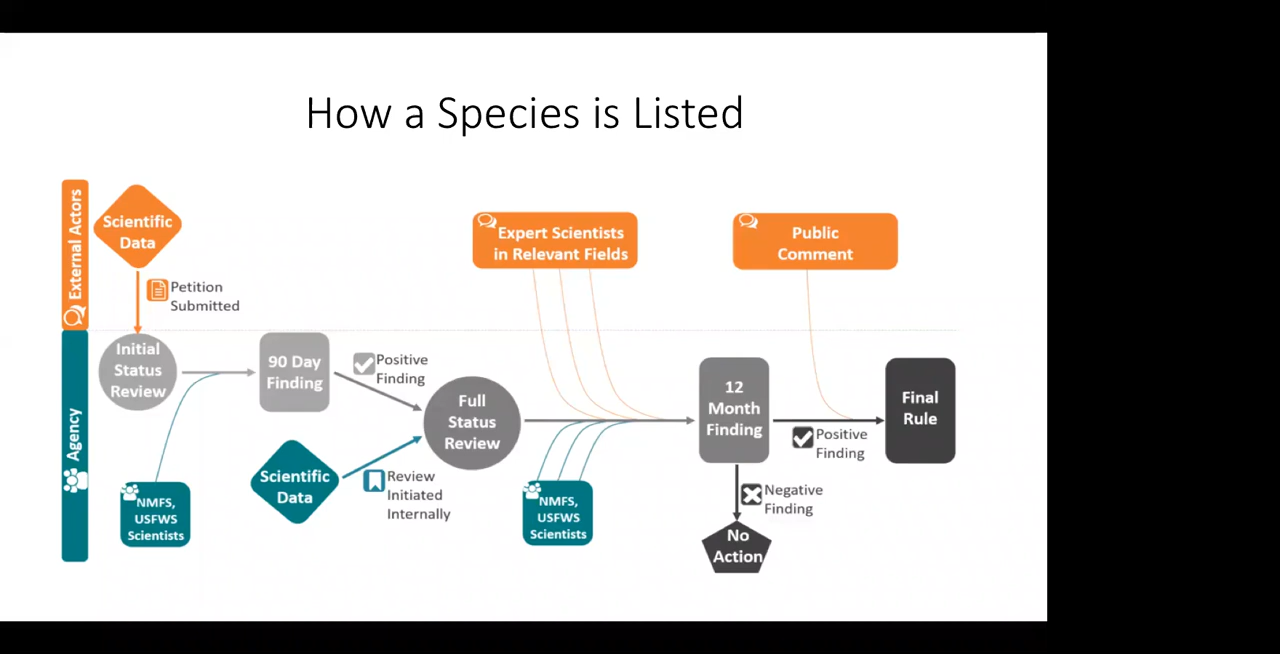 How a Species is Listed
External Actors
Scientific
Data
Petition
Submitted
Expert Scientists
in Relevant Fields
Public
Comment
Agency
Initial
Status
Review
90 Day
Finding
Positive
Finding
Full
Status
Review
12
Month
Finding
Positive
Finding
Final
Rule
Scientific
Data
Review
Initiated
Internally
NMFS,
USFWS
Scientists
NMFS,
USFWS
Scientists
Negative
Finding
No
Action